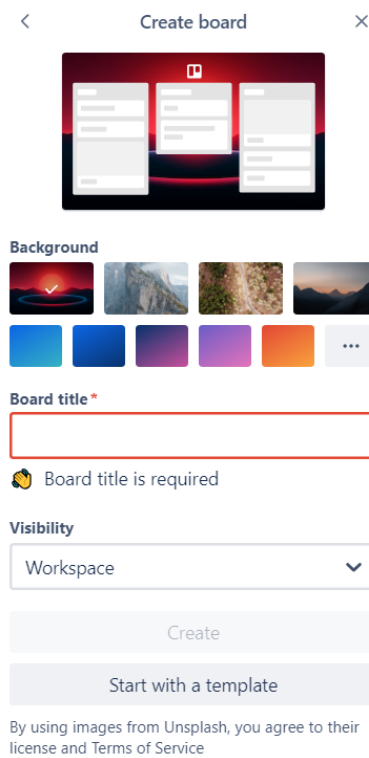 Create board
Background
Board title*
Board title is required
Visibility
Workspace
Create
Start with a template
By using images from Unsplash, you agree to their
license and Terms of Service